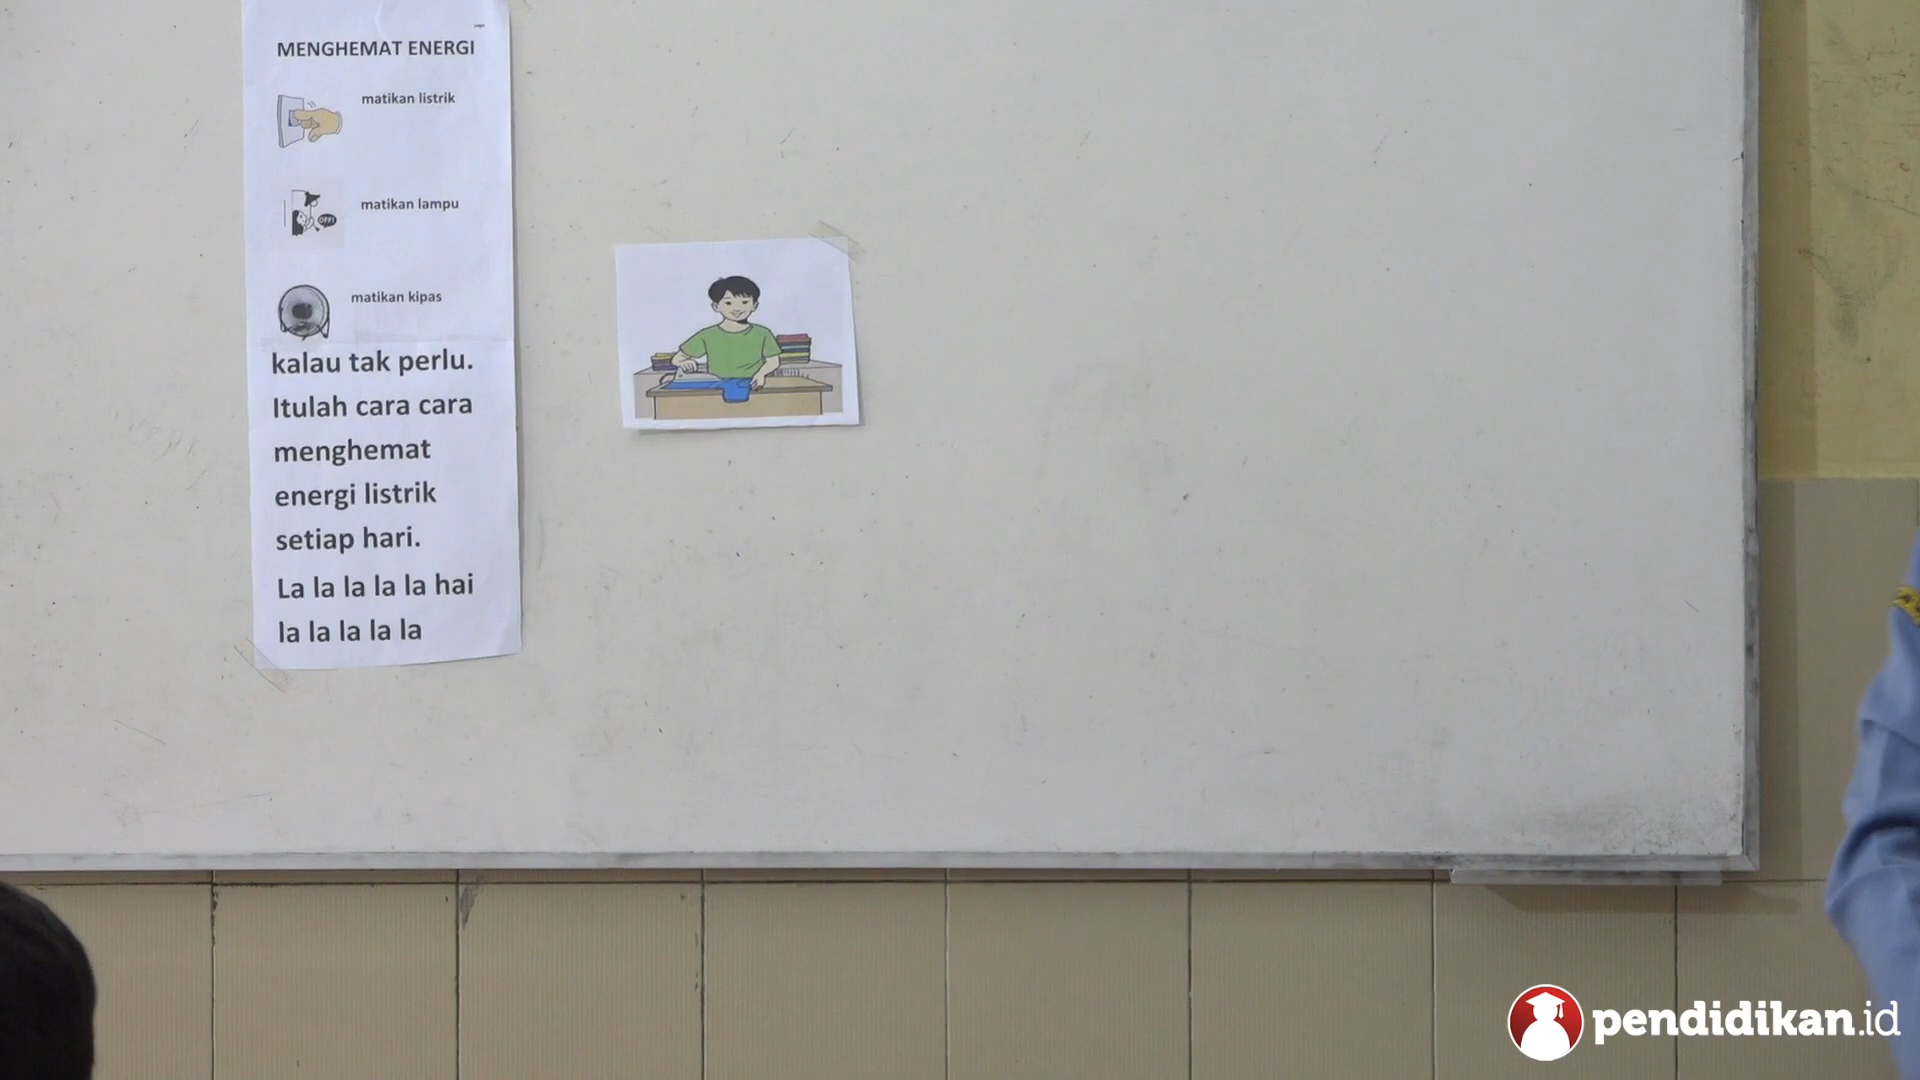 MENGHEMAT ENERGI
matikan listrik
matikan lampu
OFF!
matikan kipas
kalau tak perlu.
Itulah cara cara
menghemat
energi listrik
setiap hari.
La la la la la hai
la la la la la
pendidikan.id